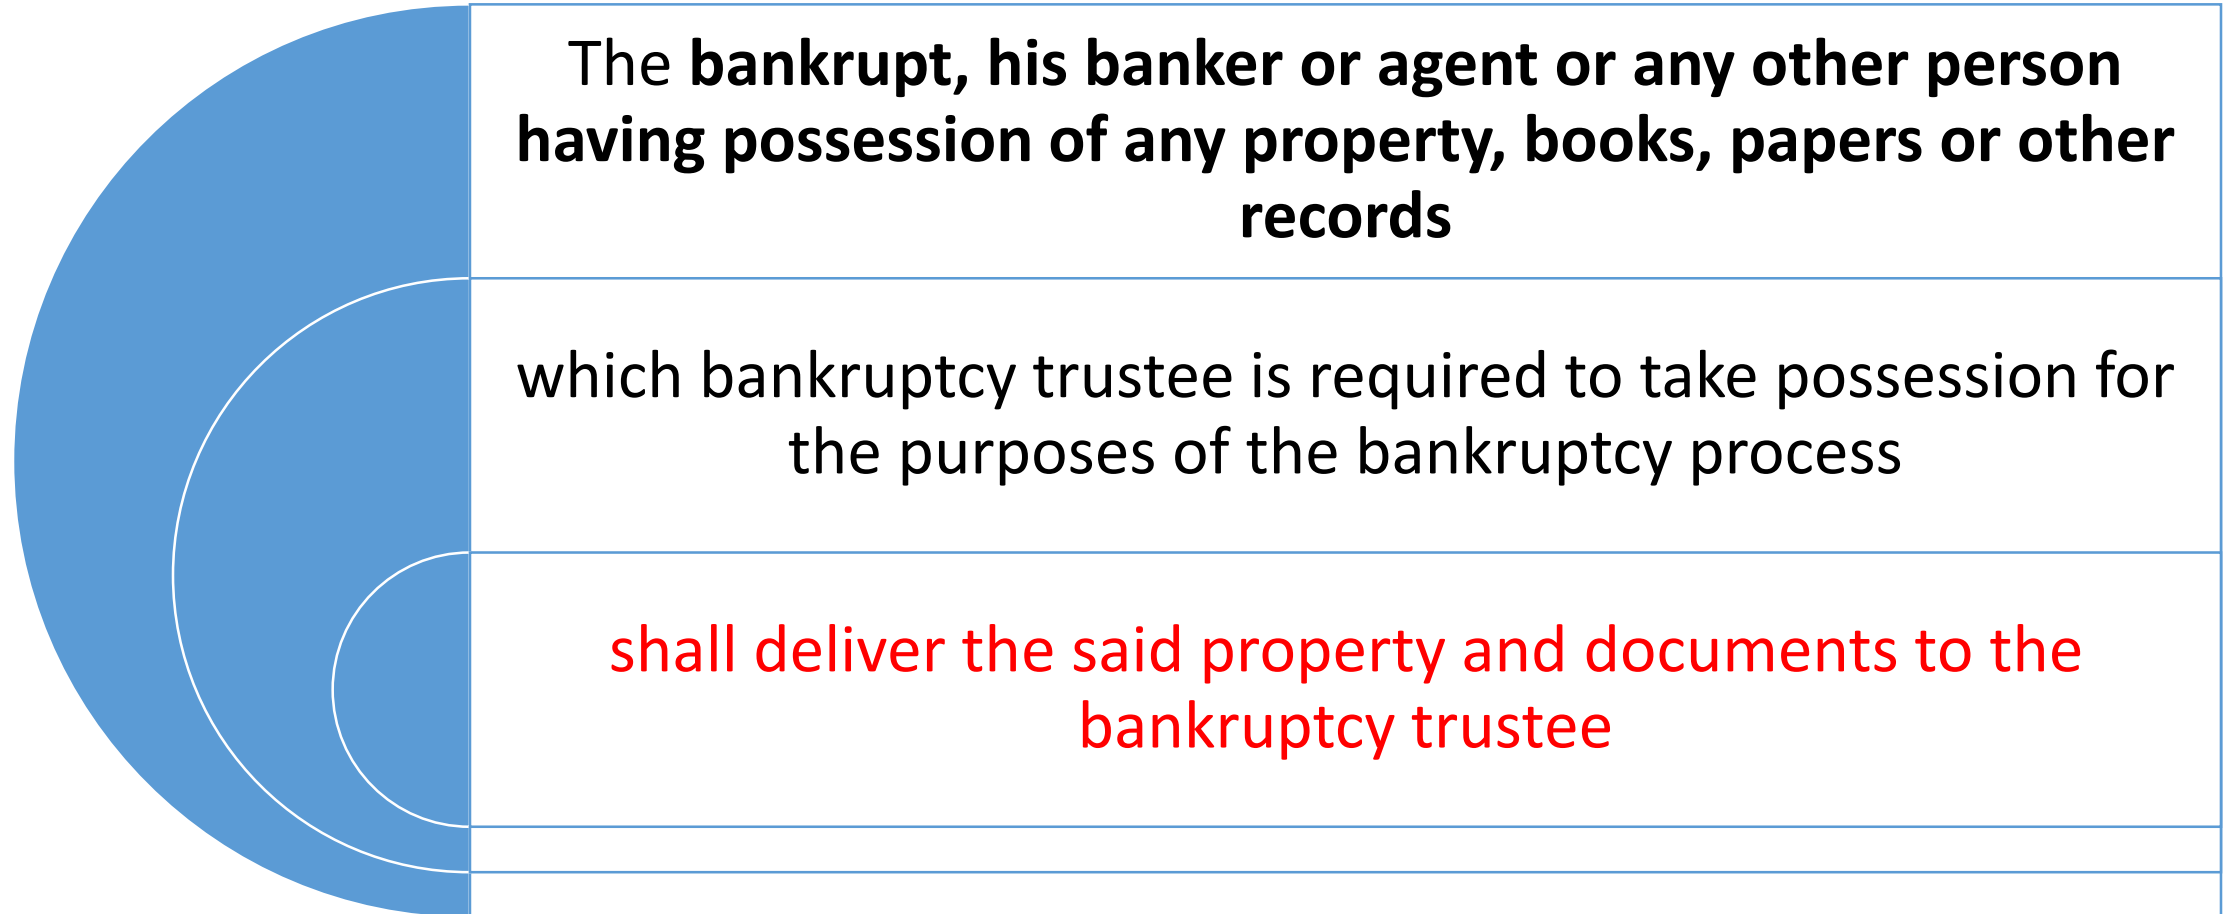 The bankrupt, his banker or agent or any other person
having possession of any property, books, papers or other
records
which bankruptcy trustee is required to take possession for
the purposes of the bankruptcy process
shall deliver the said property and documents to the
bankruptcy trustee